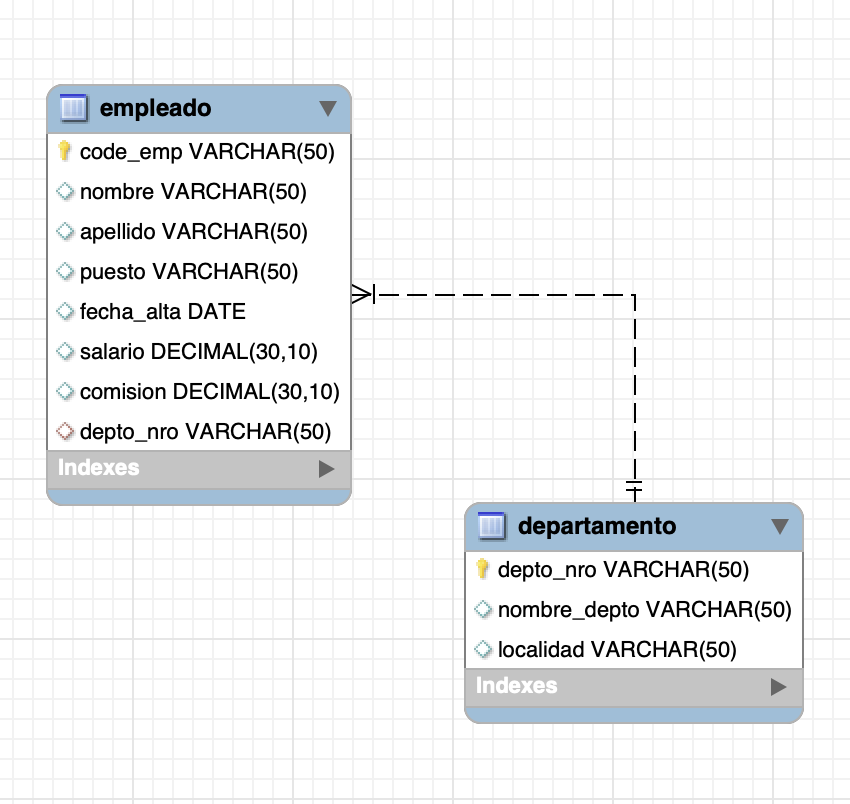 empleado
code_emp VARCHAR(50)
nombre VARCHAR(50)
apellido VARCHAR(50)
puesto VARCHAR(50)
fecha_alta DATE
salario DECIMAL(30,10)
comision DECIMAL(30,10)
depto_nro VARCHAR(50)
Indexes
departamento
depto_nro VARCHAR(50)
nombre_depto VARCHAR(50)
localidad VARCHAR(50)
Indexes